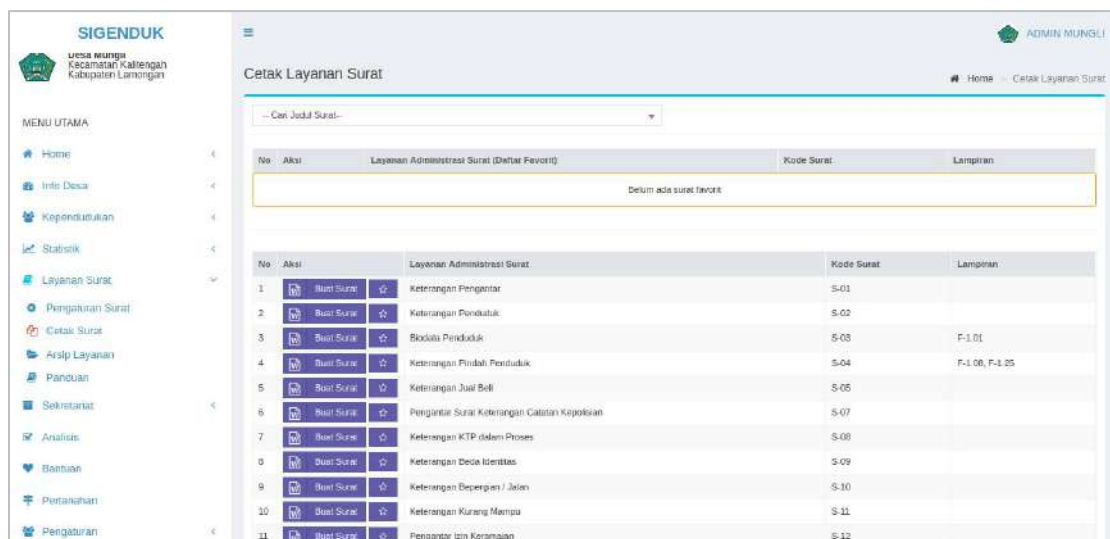 SIGENDUK
Desa Mungli
Kecamatan Kalitengah
Kabupaten Lamongan
ADMIN MUNGLI
Cetak Layanan Surat
Home > Cetak Layanan Surat
MENU UTAMA
Home
Info Desa
Kependudukan
Statistik
Layanan Surat
Pengaturan Surat
Cetak Surat
Arsip Layanan
Panduan
Sekretariat
Analisis
Bantuan
Pertanahan
Pengaturan
-- Cari Judul Surat--
No Aksi Layanan Administrasi Surat (Daftar Favorit) Kode Surat Lampiran
Belum ada surat favorit
No Aksi Layanan Administrasi Surat Kode Surat Lampiran
1 Buat Surat Keterangan Pengantar S-01
2 Buat Surat Keterangan Penduduk S-02
3 Buat Surat Biodata Penduduk S-03 F-1.01
4 Buat Surat Keterangan Pindah Penduduk S-04 F-1.08, F-1.25
5 Buat Surat Keterangan Jual Beli S-05
6 Buat Surat Pengantar Surat Keterangan Catatan Kepolisian S-07
7 Buat Surat Keterangan KTP dalam Proses S-08
8 Buat Surat Keterangan Beda Identitas S-09
9 Buat Surat Keterangan Bepergian / Jalan S-10
10 Buat Surat Keterangan Kurang Mampu S-11
11 Buat Surat Pengantar Izin Keramaian S-12